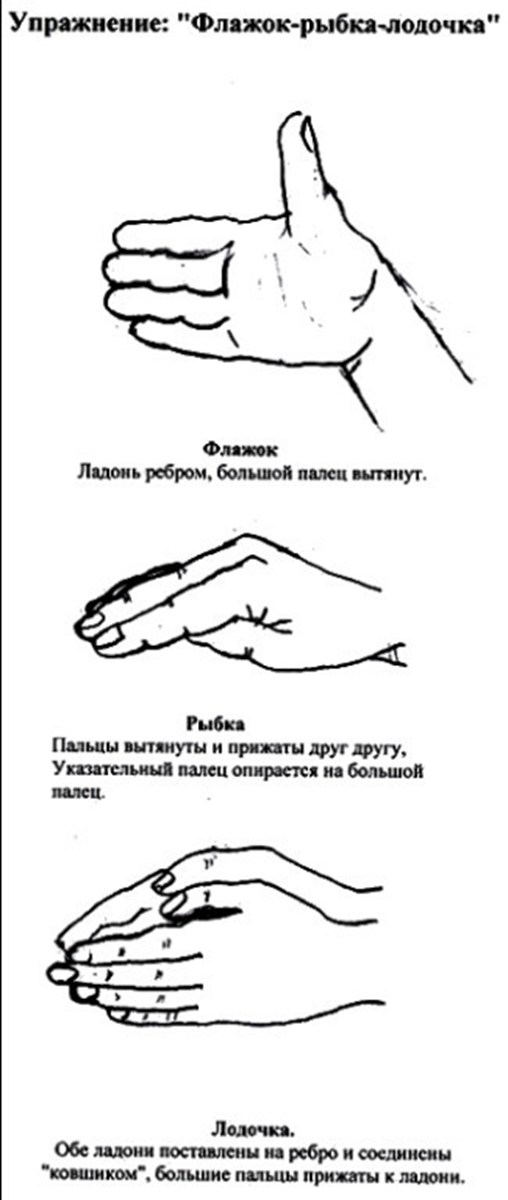 Упражнение: "Флажок-рыбка-лодочка"
Флажок
Ладонь ребром, большой палец вытянут.
Рыбка
Пальцы вытянуты и прижаты друг другу,
Указательный палец опирается на большой
палец.
Лодочка.
Обе ладони поставлены на ребро и соединены
"ковшиком", большие пальцы прижаты к ладони.